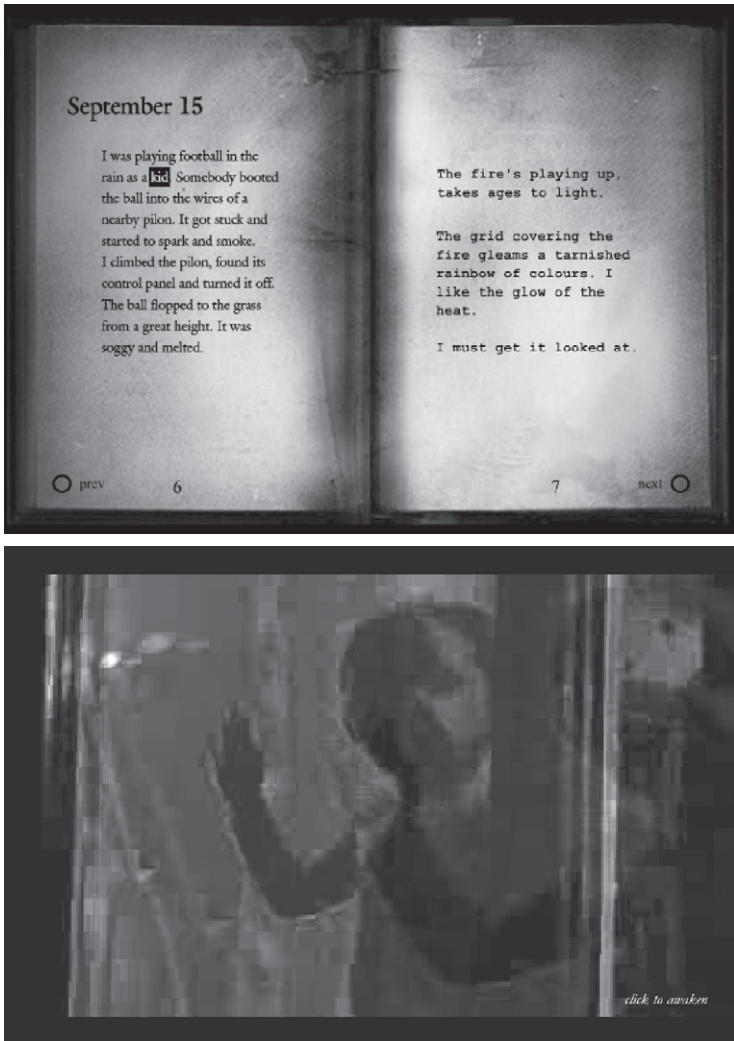 September 15
I was playing football in the
rain as a kid. Somebody booted
the ball into the wires of a
nearby pilon. It got stuck and
started to spark and smoke.
I climbed the pilon, found its
control panel and turned it off.
The ball flopped to the grass
from a great height. It was
soggy and melted.
prev
6
The fire's playing up,
takes ages to light.
The grid covering the
fire gleams a tarnished
rainbow of colours. I
like the glow of the
heat.
I must get it looked at.
7
next
click to awaken